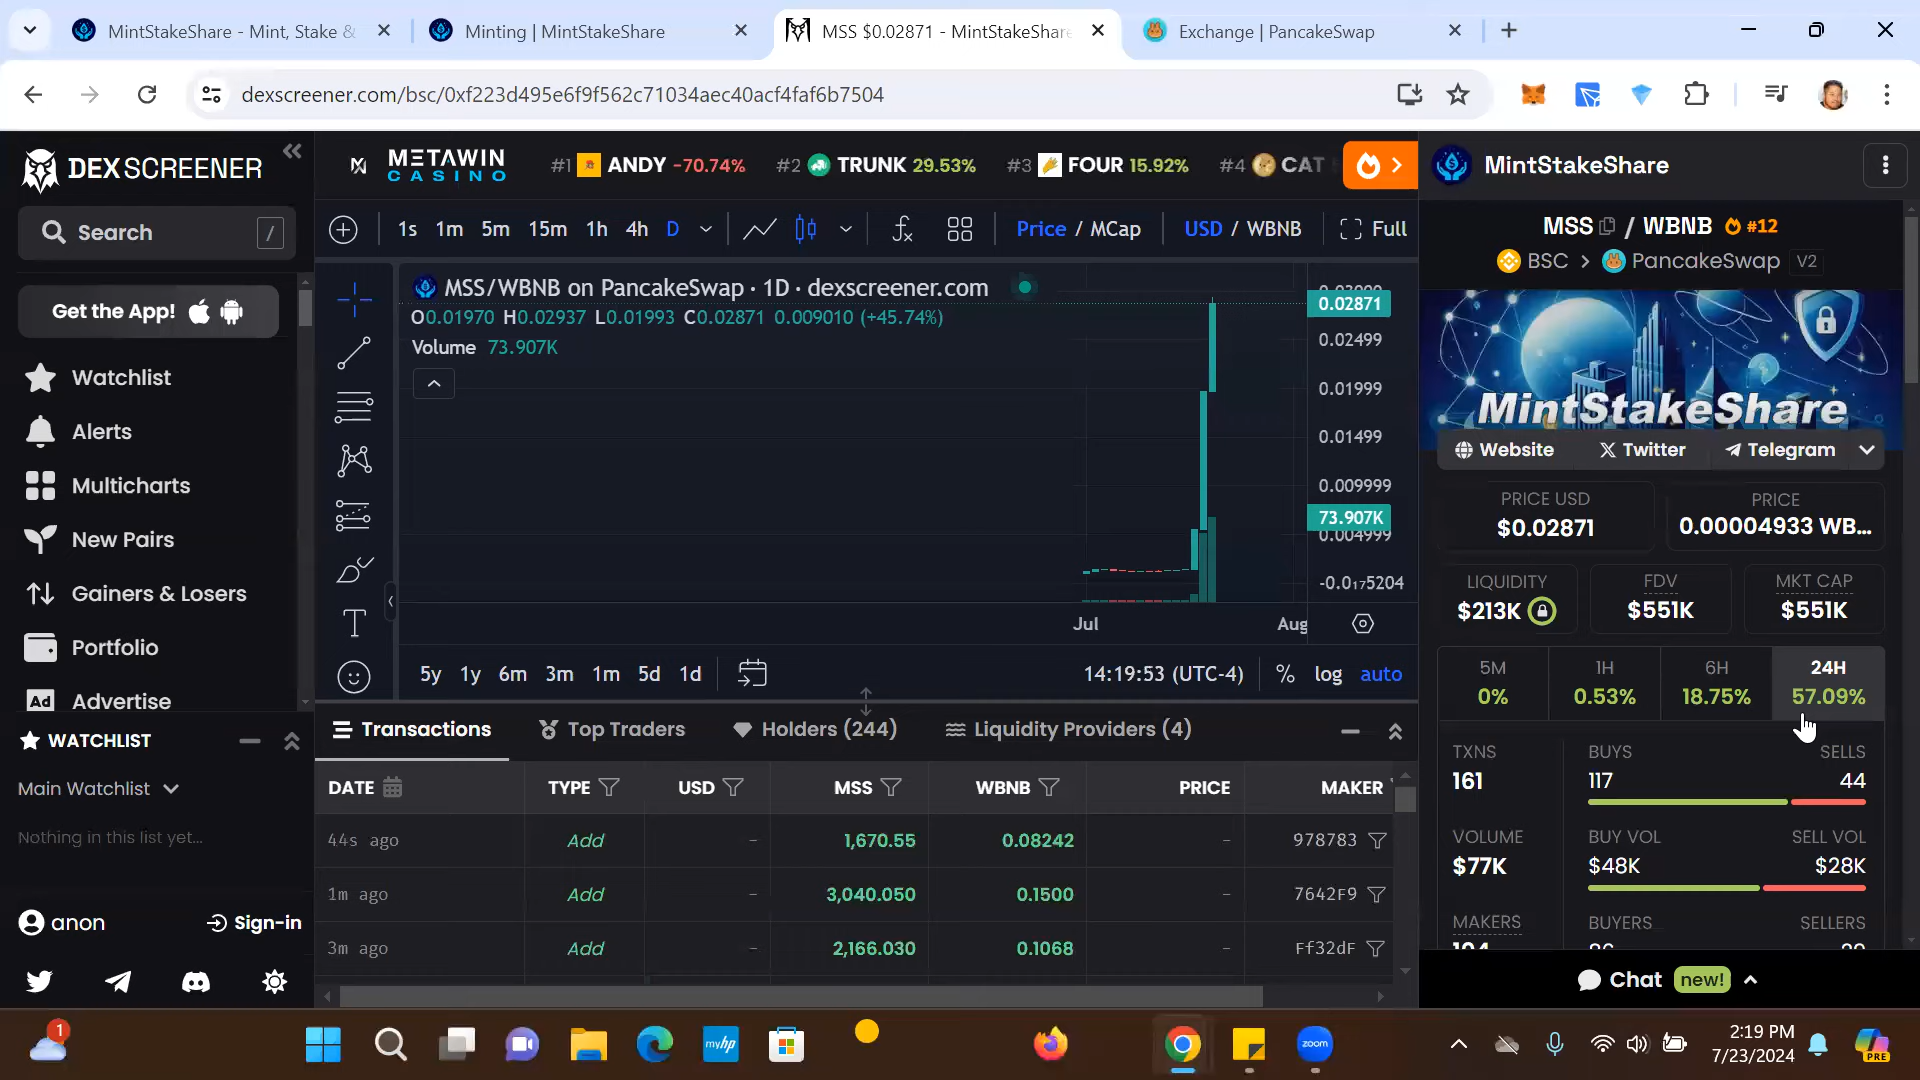 MintStakeShare - Mint, Stake &
Minting | MintStakeShare
MSS $0.02871 - MintStakeShare
Exchange | PancakeSwap
dexscreener.com/bsc/0xf223d495e6f9f562c71034aec40acf4faf6b7504
DEX SCREENER
Search /
Get the App!
Watchlist
Alerts
Multicharts
New Pairs
Gainers & Losers
Portfolio
Ad Advertise
WATCHLIST
Main Watchlist
Nothing in this list yet...
anon Sign-in
METAWIN
CASINO
#1 ANDY -70.74% #2 TRUNK 29.53% #3 FOUR 15.92% #4 CAT
1s 1m 5m 15m 1h 4h D Price / MCap USD / WBNB Full
MSS/WBNB on PancakeSwap · 1D · dexscreener.com
O0.01970 H0.02937 L0.01993 C0.02871 0.009010 (+45.74%)
Volume 73.907K
0.02871
0.02499
0.01999
0.01499
0.009999
73.907K
0.004999
-0.0₁₇5204
Jul Aug
5y 1y 6m 3m 1m 5d 1d 14:19:53 (UTC-4) % log auto
Transactions Top Traders Holders (244) Liquidity Providers (4)
DATE TYPE USD MSS WBNB PRICE MAKER
44s ago Add - 1,670.55 0.08242 - 978783
1m ago Add - 3,040.050 0.1500 - 7642F9
3m ago Add - 2,166.030 0.1068 - Ff32dF
MintStakeShare
MSS / WBNB #12
BSC > PancakeSwap V2
MintStakeShare
Website Twitter Telegram
PRICE USD
$0.02871
PRICE
0.00004933 WB...
LIQUIDITY
$213K
FDV
$551K
MKT CAP
$551K
5M
0%
1H
0.53%
6H
18.75%
24H
57.09%
TXNS
161
BUYS
117
SELLS
44
VOLUME
$77K
BUY VOL
$48K
SELL VOL
$28K
MAKERS
BUYERS
SELLERS
Chat new!
1
myhp
zoom
2:19 PM
7/23/2024
PRE